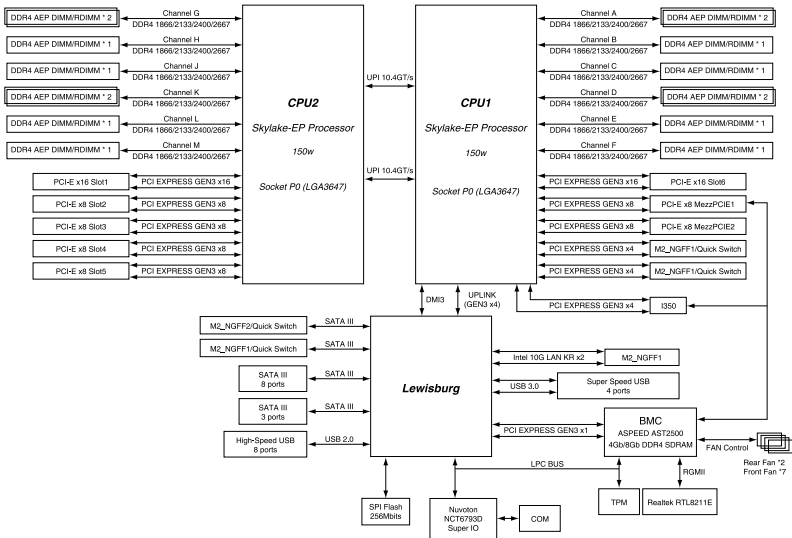 DDR4 AEP DIMM/RDIMM * 2
Channel G
DDR4 1866/2133/2400/2667
DDR4 AEP DIMM/RDIMM * 1
Channel H
DDR4 1866/2133/2400/2667
DDR4 AEP DIMM/RDIMM * 1
Channel J
DDR4 1866/2133/2400/2667
DDR4 AEP DIMM/RDIMM * 2
Channel K
DDR4 1866/2133/2400/2667
DDR4 AEP DIMM/RDIMM * 1
Channel L
DDR4 1866/2133/2400/2667
DDR4 AEP DIMM/RDIMM * 1
Channel M
DDR4 1866/2133/2400/2667
PCI-E x16 Slot1
PCI EXPRESS GEN3 x16
PCI-E x8 Slot2
PCI EXPRESS GEN3 x8
PCI-E x8 Slot3
PCI EXPRESS GEN3 x8
PCI-E x8 Slot4
PCI EXPRESS GEN3 x8
PCI-E x8 Slot5
PCI EXPRESS GEN3 x8
CPU2
Skylake-EP Processor
150w
Socket P0 (LGA3647)
UPI 10.4GT/s
UPI 10.4GT/s
CPU1
Skylake-EP Processor
150w
Socket P0 (LGA3647)
Channel A
DDR4 1866/2133/2400/2667
DDR4 AEP DIMM/RDIMM * 2
Channel B
DDR4 1866/2133/2400/2667
DDR4 AEP DIMM/RDIMM * 1
Channel C
DDR4 1866/2133/2400/2667
DDR4 AEP DIMM/RDIMM * 1
Channel D
DDR4 1866/2133/2400/2667
DDR4 AEP DIMM/RDIMM * 2
Channel E
DDR4 1866/2133/2400/2667
DDR4 AEP DIMM/RDIMM * 1
Channel F
DDR4 1866/2133/2400/2667
DDR4 AEP DIMM/RDIMM * 1
PCI EXPRESS GEN3 x16
PCI-E x16 Slot6
PCI EXPRESS GEN3 x8
PCI-E x8 MezzPCIE1
PCI EXPRESS GEN3 x8
PCI-E x8 MezzPCIE2
PCI EXPRESS GEN3 x4
M2_NGFF1/Quick Switch
PCI EXPRESS GEN3 x4
M2_NGFF1/Quick Switch
DMI3
UPLINK
(GEN3 x4)
PCI EXPRESS GEN3 x4
I350
M2_NGFF2/Quick Switch
SATA III
M2_NGFF1/Quick Switch
SATA III
SATA III
8 ports
SATA III
SATA III
3 ports
SATA III
High-Speed USB
8 ports
USB 2.0
Lewisburg
Intel 10G LAN KR x2
M2_NGFF1
USB 3.0
Super Speed USB
4 ports
PCI EXPRESS GEN3 x1
BMC
ASPEED AST2500
4Gb/8Gb DDR4 SDRAM
FAN Control
Rear Fan *2
Front Fan *7
LPC BUS
RGMII
SPI Flash
256Mbits
Nuvoton
NCT6793D
Super IO
COM
TPM
Realtek RTL8211E